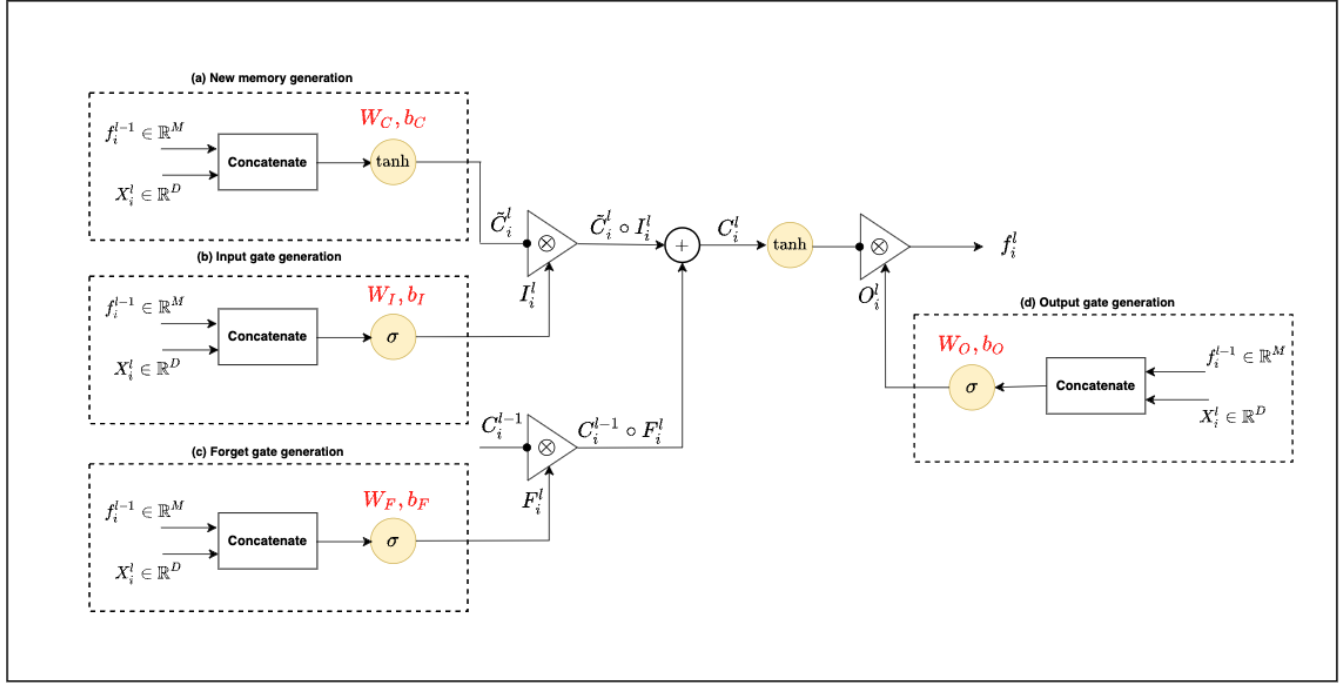 (a) New memory generation
f_i^{l-1} ∈ ℝ^M
W_C, b_C
Concatenate
tanh
X_i^l ∈ ℝ^D
C̃_i^l
⊗
C̃_i^l ∘ I_i^l
+
C_i^l
tanh
⊗
f_i^l
(b) Input gate generation
f_i^{l-1} ∈ ℝ^M
W_I, b_I
I_i^l
O_i^l
Concatenate
σ
X_i^l ∈ ℝ^D
(d) Output gate generation
W_O, b_O
f_i^{l-1} ∈ ℝ^M
σ
Concatenate
X_i^l ∈ ℝ^D
C_i^{l-1}
⊗
C_i^{l-1} ∘ F_i^l
(c) Forget gate generation
f_i^{l-1} ∈ ℝ^M
W_F, b_F
F_i^l
Concatenate
σ
X_i^l ∈ ℝ^D